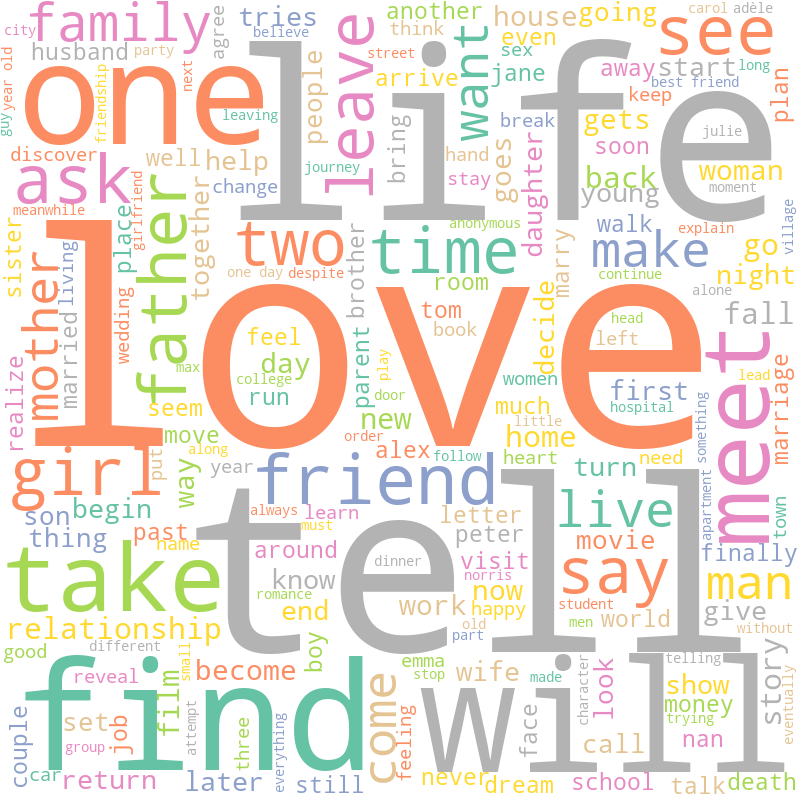 city
family
tries
believe
another
think
house
going
carol
adèle
husband
party
agree
people
even
sex
see
year old
guy
one
life
leave
want
arrive
jane
away
start
long
street
best friend
next
friendship
leaving
keep
plan
bring
break
gets
discover
well
help
hand
goes
daughter
soon
julie
back
woman
ask
journey
change
stay
young
moment
meanwhile
girlfriend
father
together
sister
place
living
two
brother
anonymous
time
marry
walk
make
explain
go
village
night
mother
wedding
married
one day
despite
room
continue
decide
head
alone
fall
love
tom
book
left
feel
parent
day
max
college
play
women
first
meet
lead
realize
seem
run
door
hospital
marriage
new
much
little
move
order
alex
home
something
girl
put
way
along
year
friend
follow
heart
need
turn
apartment
town
son
begin
always
learn
letter
live
thing
past
must
peter
movie
finally
name
around
dinner
visit
take
know
norris
say
man
tell
romance
end
work
now
happy
student
world
give
relationship
old
men
without
good
different
boy
part
small
become
emma
wife
telling
story
reveal
film
stop
made
character
look
show
eventually
find
come
will
face
money
trying
couple
set
job
attempt
three
everything
feeling
call
nan
group
car
return
later
still
never
dream
school
talk
death